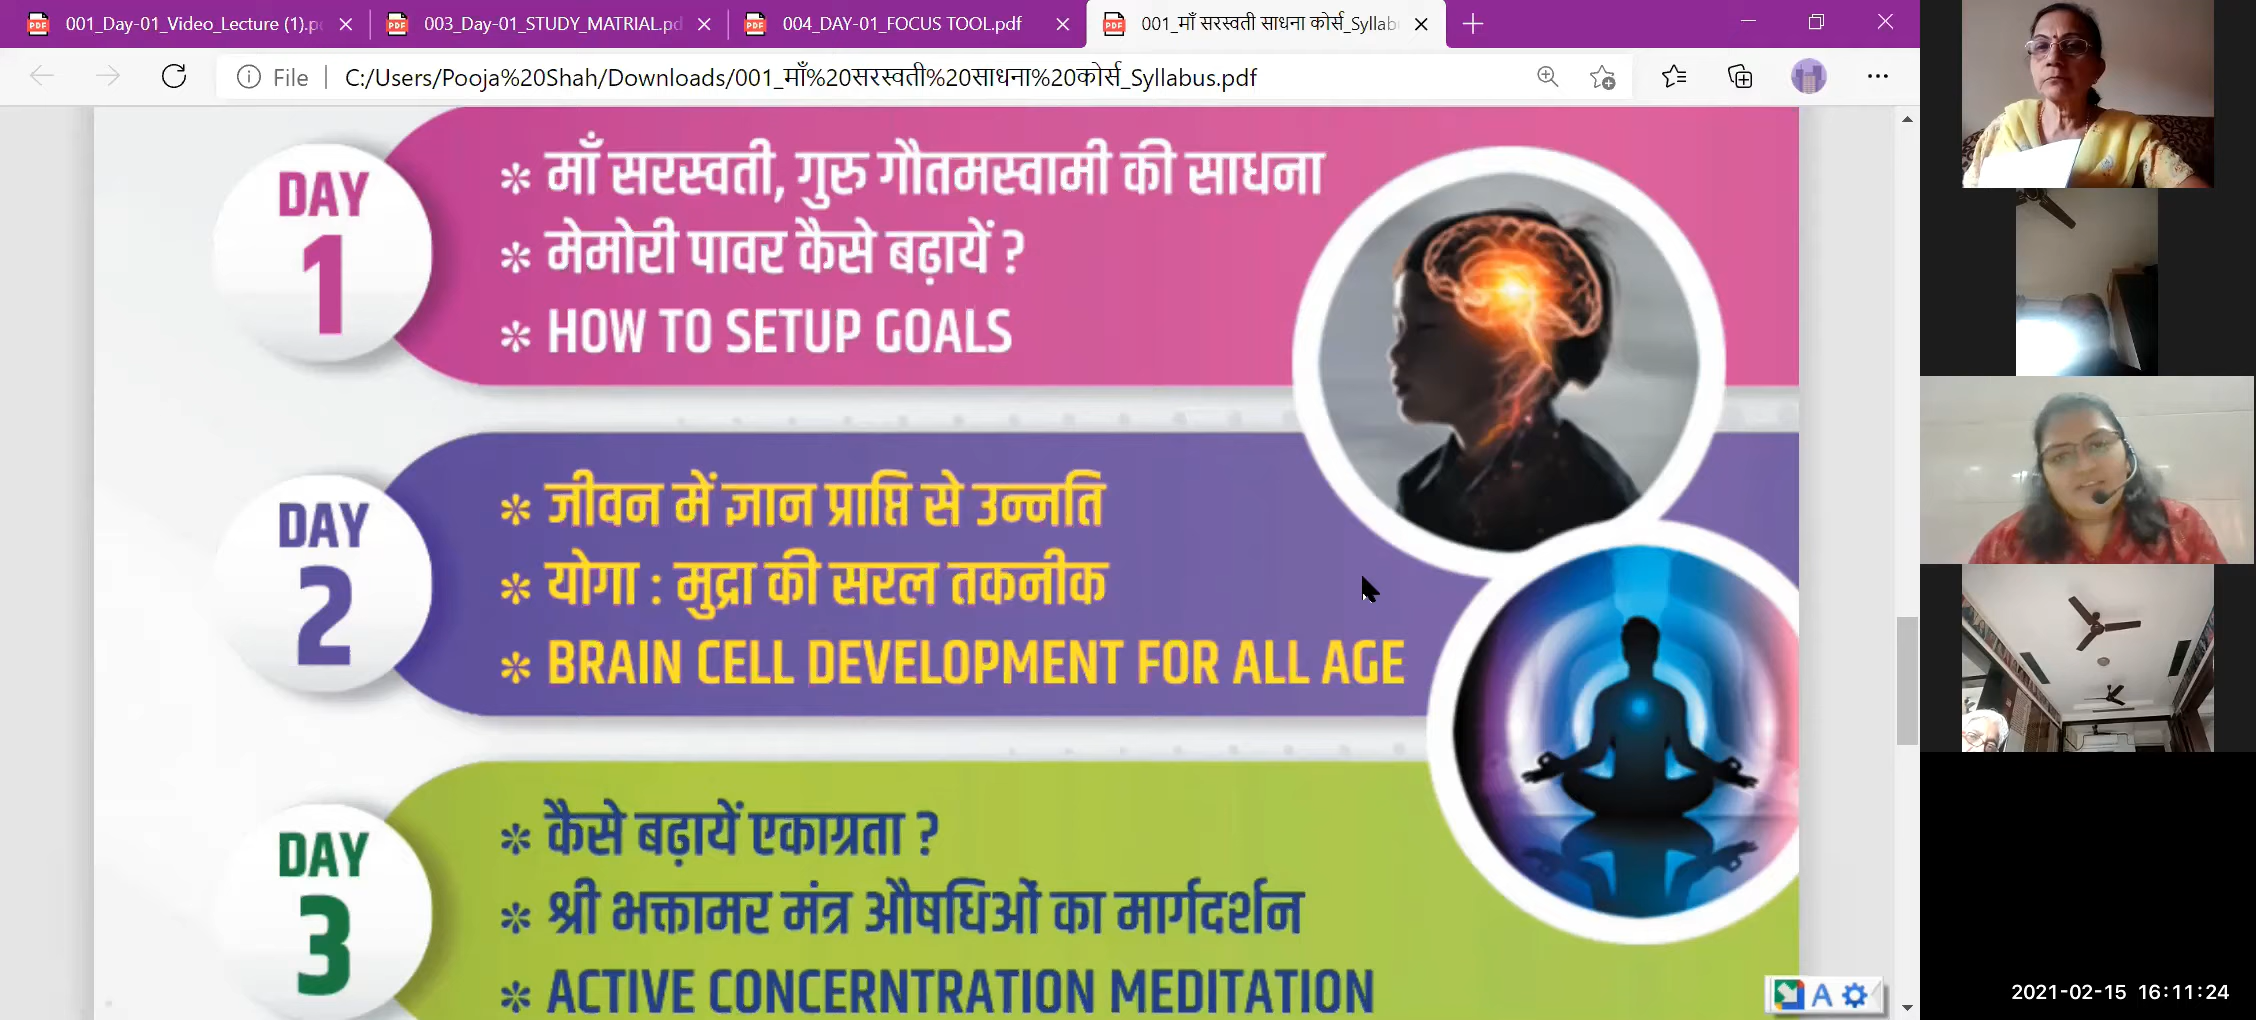 001_Day-01_Video_Lecture (1).p
003_Day-01_STUDY_MATRIAL.pd
004_DAY-01_FOCUS TOOL.pdf
001_माँ सरस्वती साधना कोर्स_Syllab
File
C:/Users/Pooja%20Shah/Downloads/001_माँ%20सरस्वती%20साधना%20कोर्स_Syllabus.pdf
DAY
1
* माँ सरस्वती, गुरु गौतमस्वामी की साधना
* मेमोरी पावर कैसे बढ़ायें ?
* HOW TO SETUP GOALS
DAY
2
* जीवन में ज्ञान प्राप्ति से उन्नति
* योगा : मुद्रा की सरल तकनीक
* BRAIN CELL DEVELOPMENT FOR ALL AGE
DAY
3
* कैसे बढ़ायें एकाग्रता ?
* श्री भक्तामर मंत्र औषधिओं का मार्गदर्शन
* ACTIVE CONCERNTRATION MEDITATION
A
2021-02-15 16:11:24